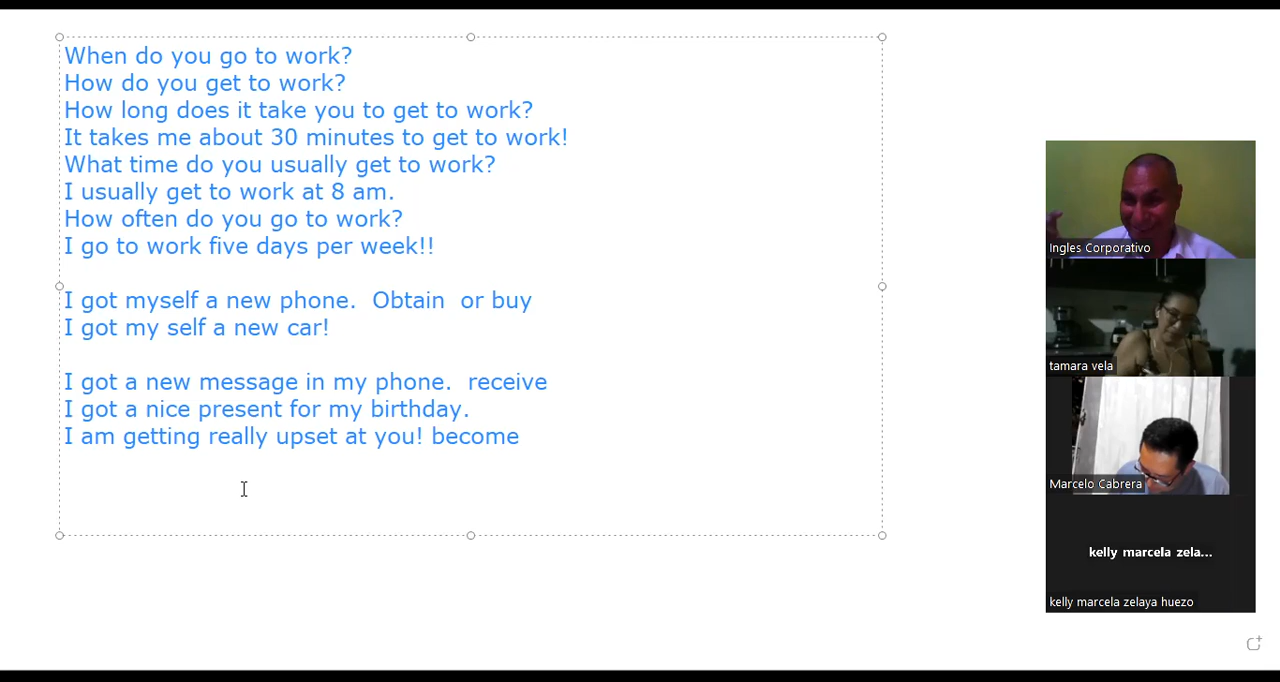 When do you go to work?
How do you get to work?
How long does it take you to get to work?
It takes me about 30 minutes to get to work!
What time do you usually get to work?
I usually get to work at 8 am.
How often do you go to work?
I go to work five days per week!!
I got myself a new phone.  Obtain  or buy
I got my self a new car!
I got a new message in my phone.  receive
I got a nice present for my birthday.
I am getting really upset at you! become
Ingles Corporativo
tamara vela
Marcelo Cabrera
kelly marcela zela...
kelly marcela zelaya huezo